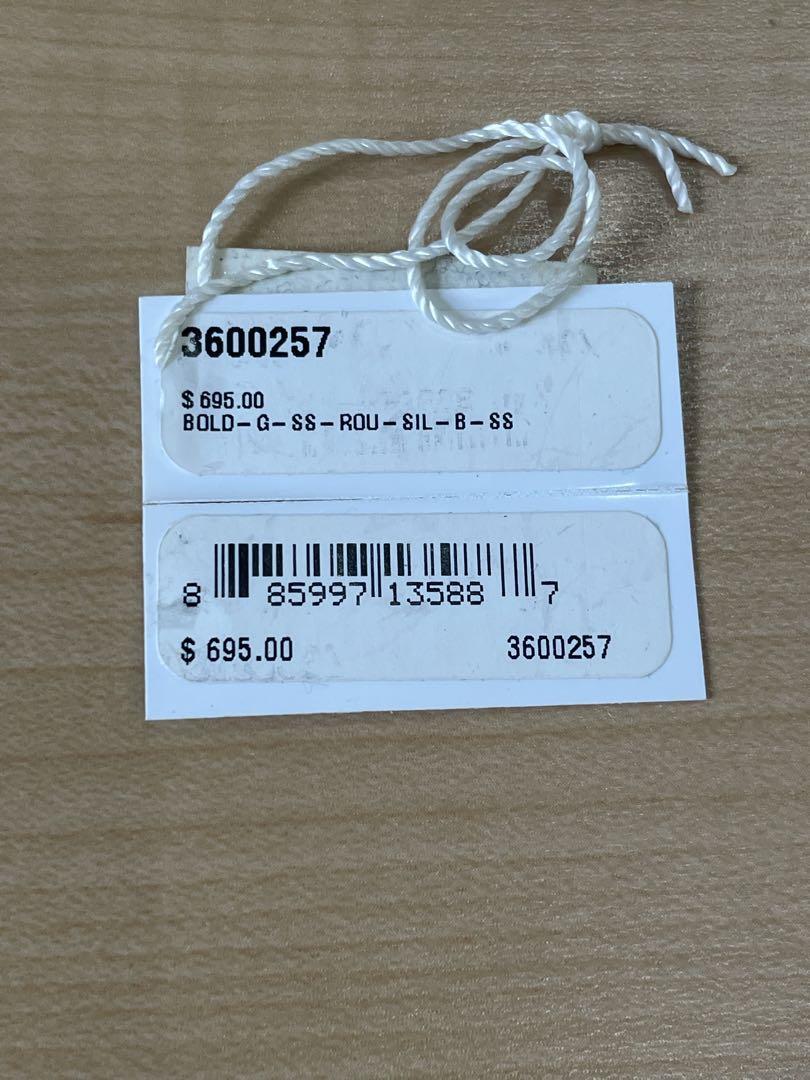 3600257
$ 695.00
BOLD-G-SS-ROU-SIL-B-SS
8 85997 13588 7
$ 695.00 3600257